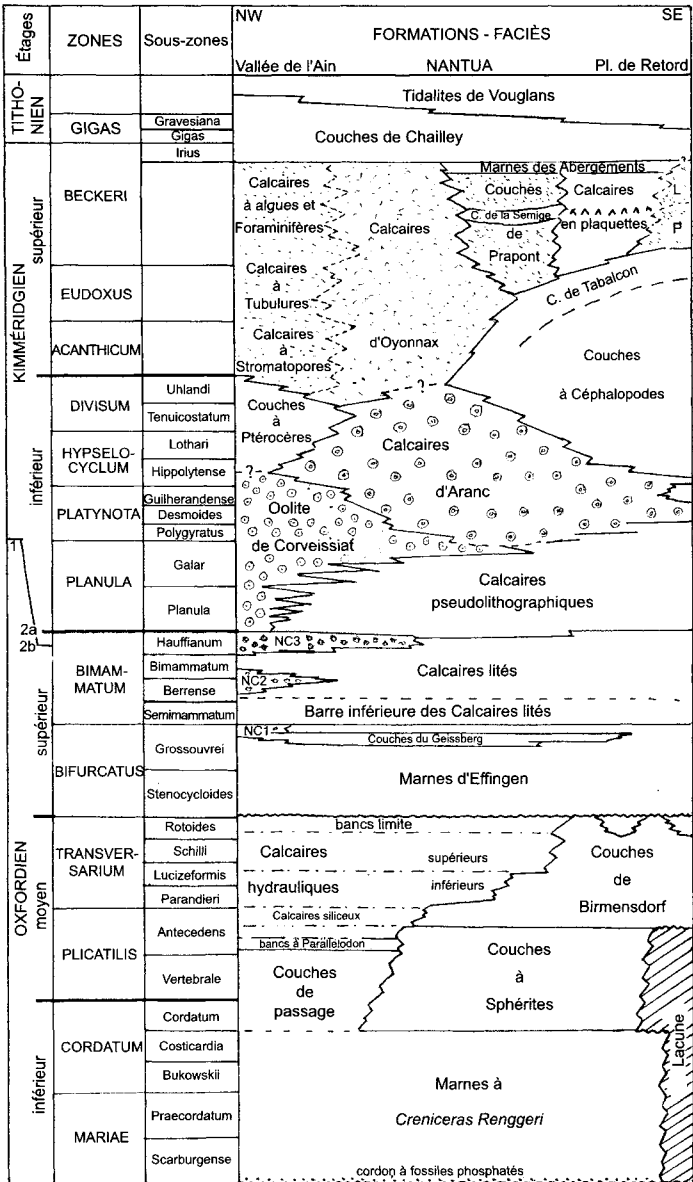 Étages
ZONES
Sous-zones
NW
SE
FORMATIONS - FACIÈS
Vallée de l'Ain
NANTUA
Pl. de Retord
TITHO-
NIEN
GIGAS
Gravesiana
Gigas
Tidalites de Vouglans
Couches de Chailley
KIMMÉRIDGIEN
supérieur
inférieur
BECKERI
Irius
EUDOXUS
ACANTHICUM
DIVISUM
Uhlandi
Tenuicostatum
HYPSELO-
CYCLUM
Lothari
Hippolytense
PLATYNOTA
Guilherandense
Desmoides
Polygyratus
PLANULA
Galar
Planula
1
2a
2b
Calcaires
à algues et
Foraminifères
Calcaires
à
Tubulures
Calcaires
à
Stromatopores
Calcaires
d'Oyonnax
Marnes des Abergéments
Couches
C. de la Semige
de
Prapont
Calcaires
en plaquettes
L
P
C. de Tabalcon
Couches
à Céphalopodes
?
Couches
à
Ptérocères
?
Calcaires
d'Aranc
Oolite
de Corveissiat
Calcaires
pseudolithographiques
OXFORDIEN
supérieur
moyen
inférieur
BIMAM-
MATUM
Hauffianum
Bimammatum
Berrense
Semimammatum
NC3
NC2
Calcaires lités
Barre inférieure des Calcaires lités
BIFURCATUS
Grossouvrei
Stenocycloides
NC1
Couches du Geissberg
Marnes d'Effingen
TRANSVER-
SARIUM
Rotoides
Schilli
Lucizeformis
Parandieri
bancs limite
Calcaires
supérieurs
hydrauliques
inférieurs
Couches
de
Birmensdorf
PLICATILIS
Antecedens
Vertebrale
Calcaires siliceux
bancs à Parallelodon
Couches
de
passage
Couches
à
Sphérites
CORDATUM
Cordatum
Costicardia
Bukowskii
Lacune
MARIAE
Praecordatum
Scarburgense
Marnes à
Creniceras Renggeri
cordon à fossiles phosphatés